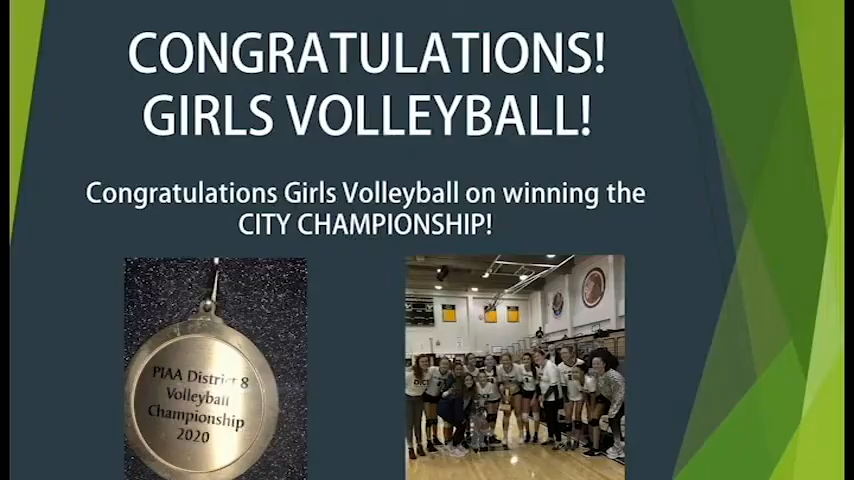 CONGRATULATIONS!
GIRLS VOLLEYBALL!
Congratulations Girls Volleyball on winning the
CITY CHAMPIONSHIP!
PIAA District 8
Volleyball
Championship
2020